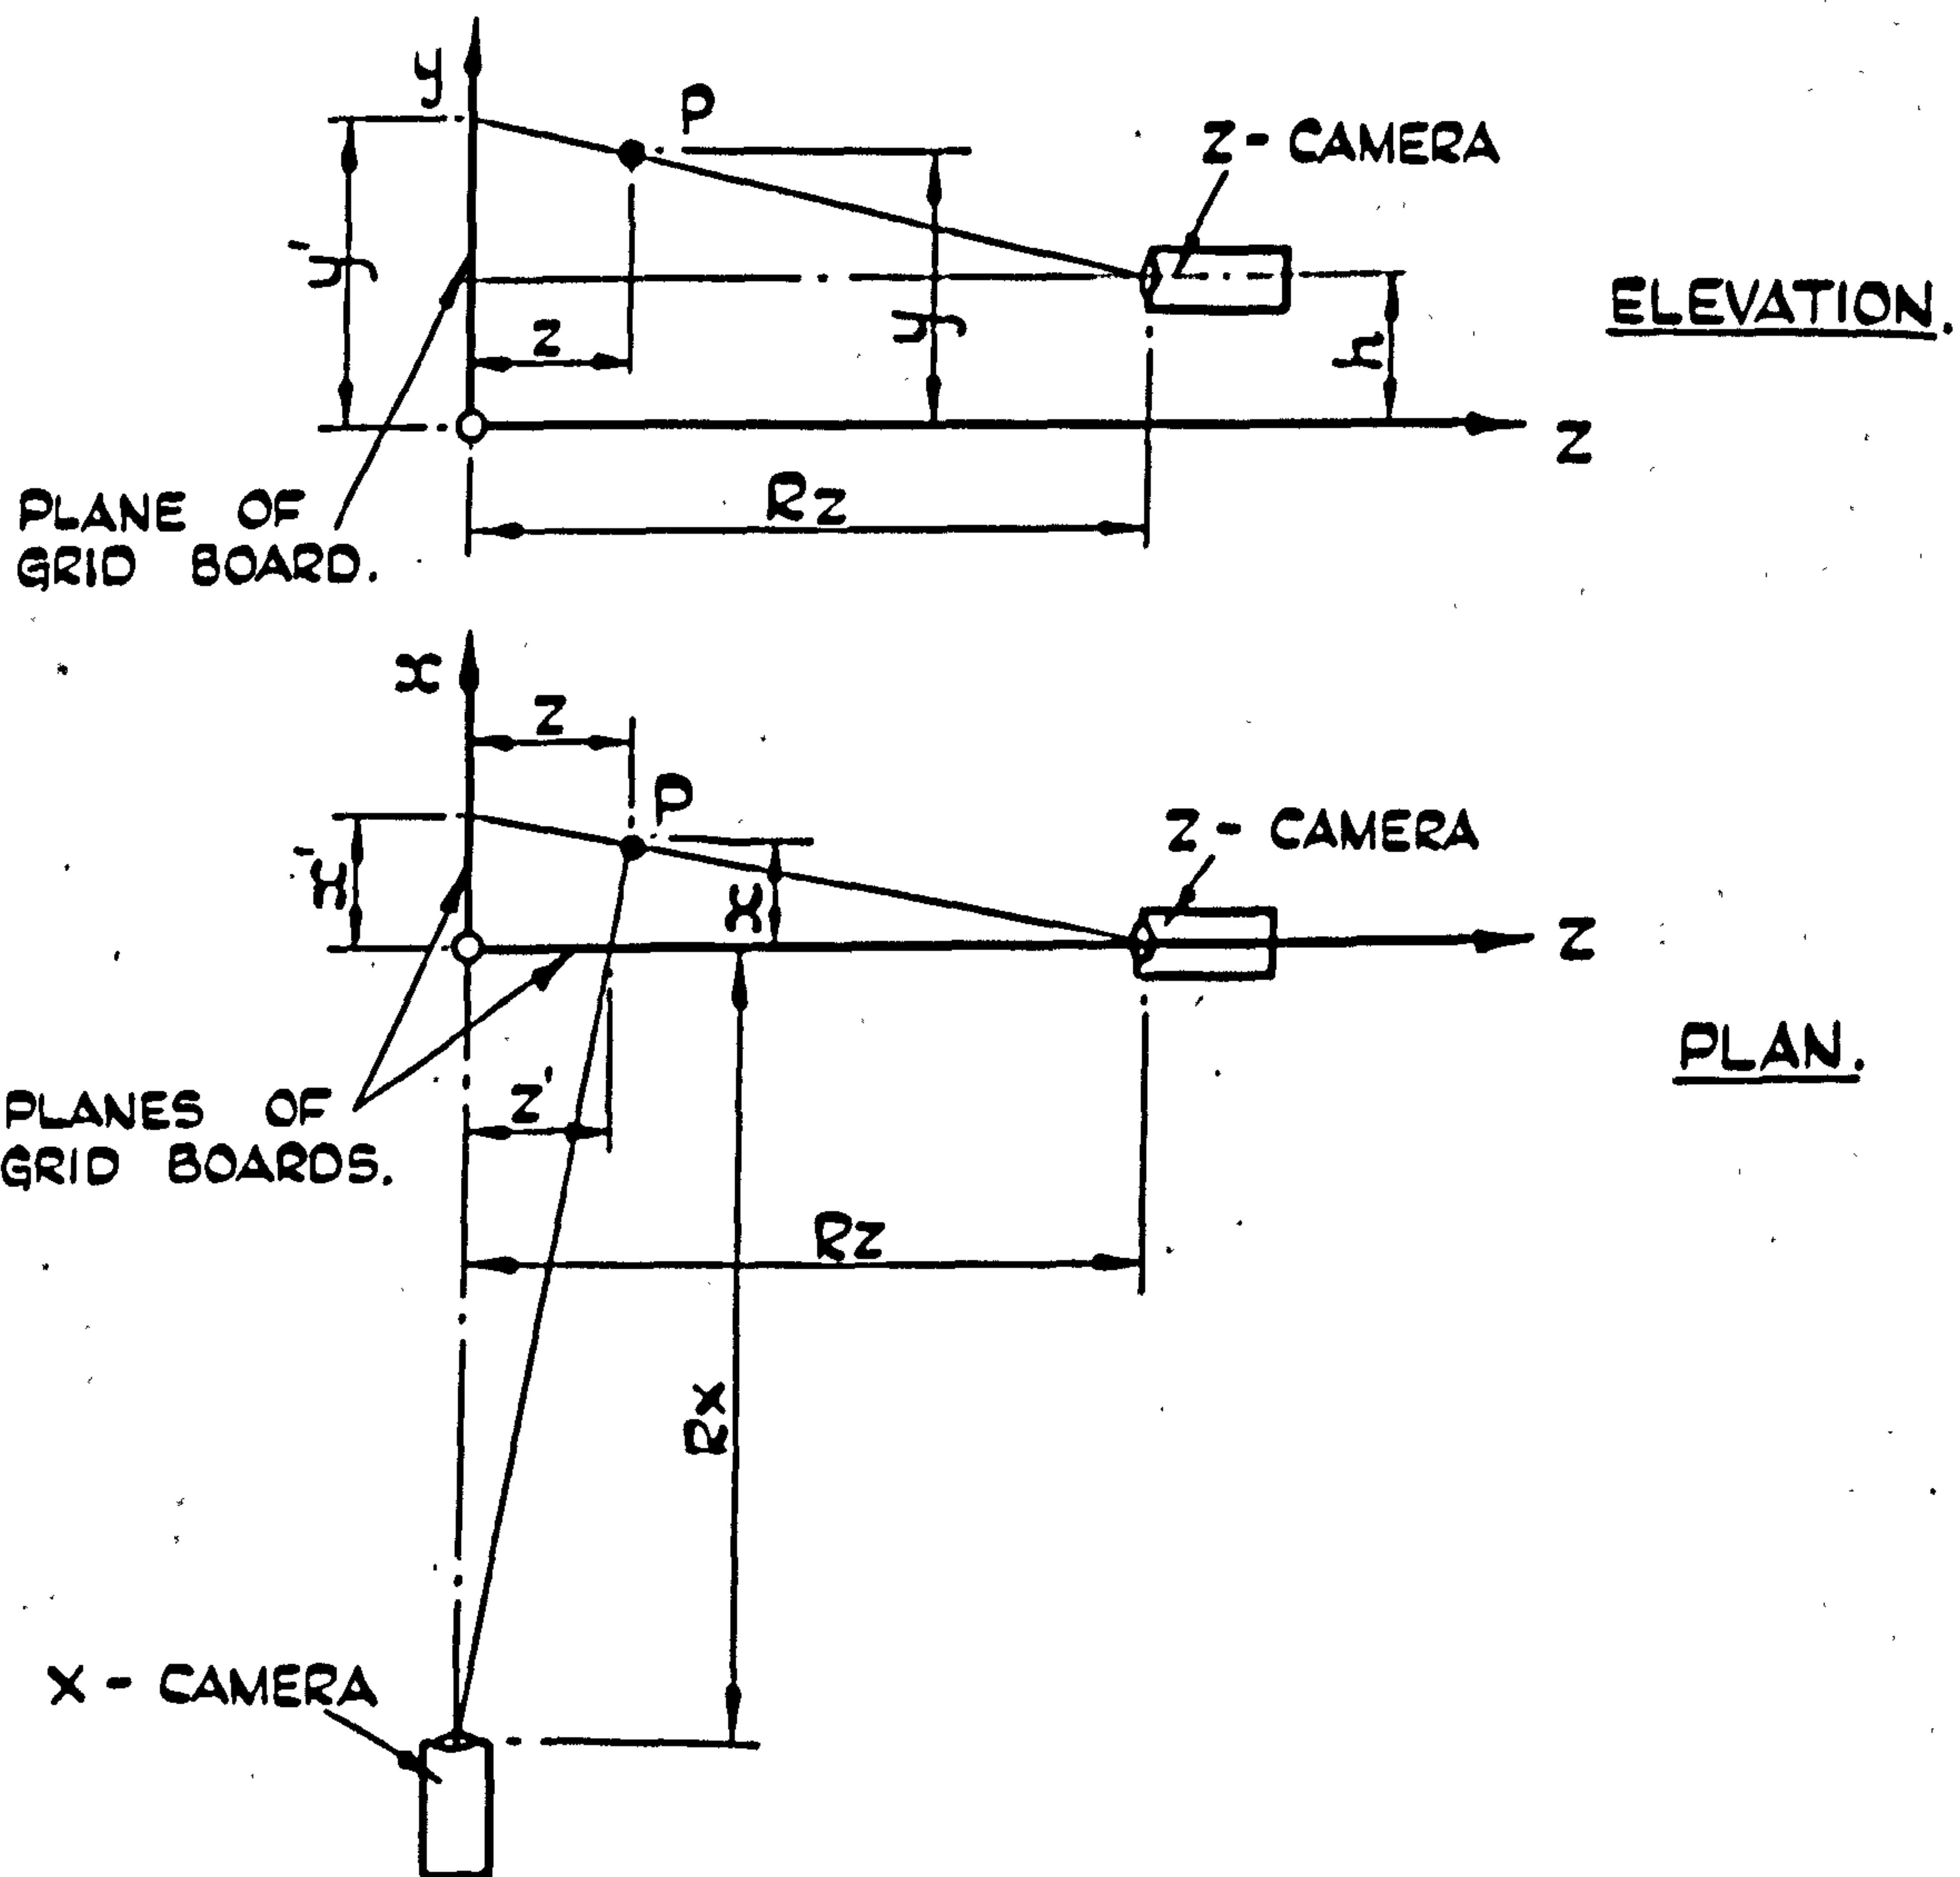 y
P
Z - CAMERA
y'
ELEVATION.
z
y
h
Z
Rz
PLANE OF
GRID BOARD.
x
z
P
Z - CAMERA
x'
x
Z
PLAN.
z'
PLANES OF
GRID BOARDS.
Rz
Rx
X - CAMERA